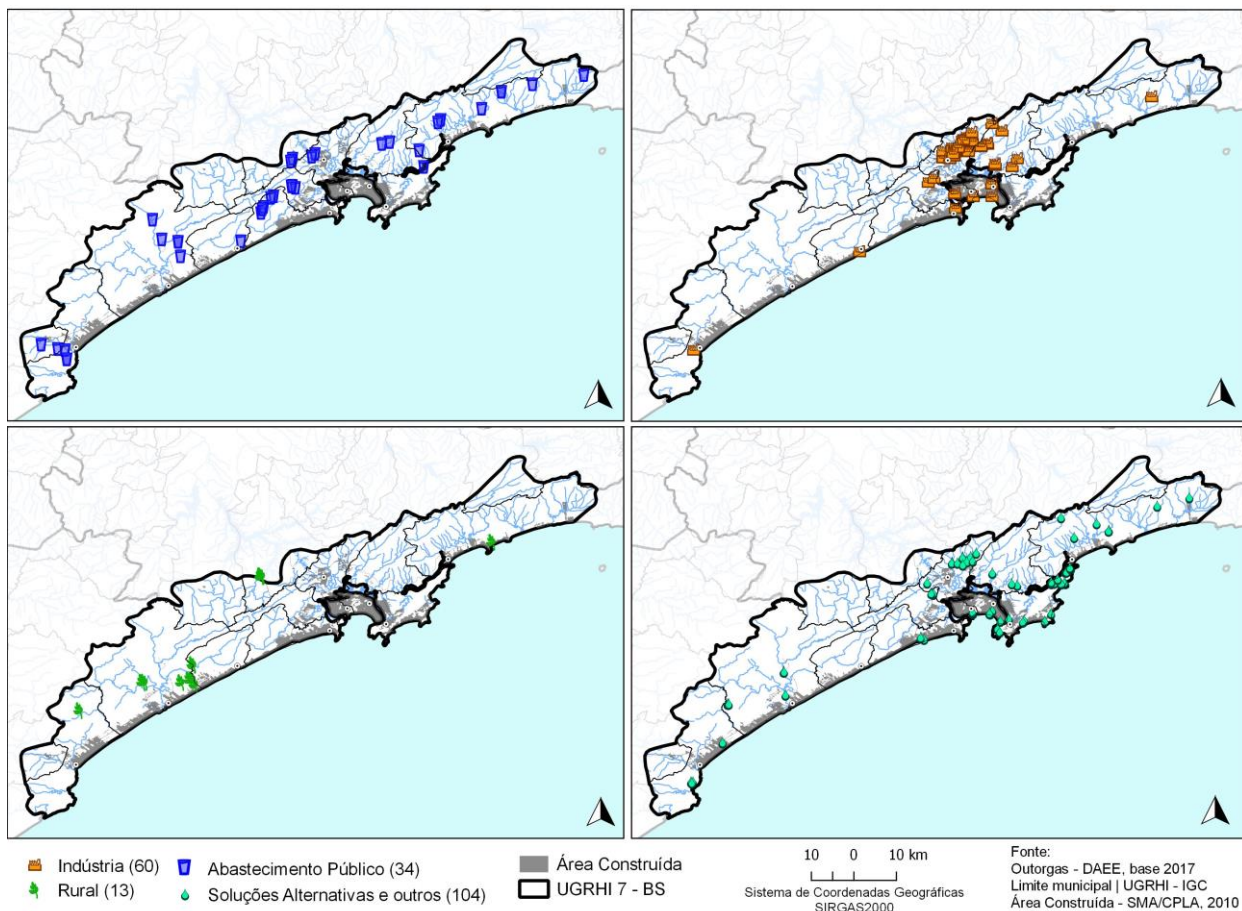 Indústria (60)
Rural (13)
Abastecimento Público (34)
Soluções Alternativas e outros (104)
Área Construída
UGRHI 7 - BS
10 0 10 km
Sistema de Coordenadas Geográficas
SIRGAS2000
Fonte:
Outorgas - DAEE, base 2017
Limite municipal | UGRHI - IGC
Área Construída - SMA/CPLA, 2010